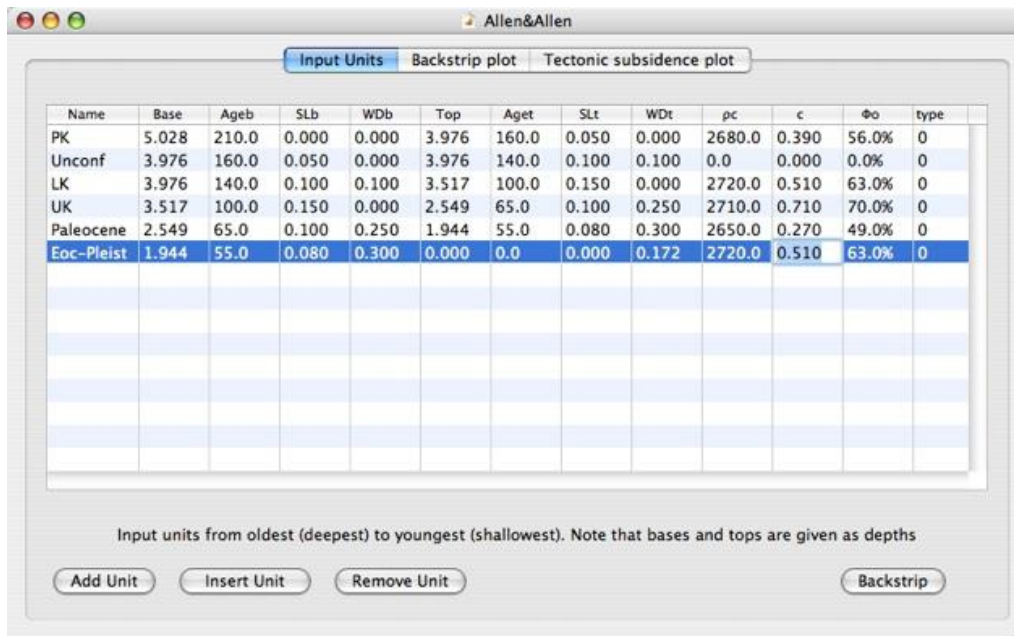 Allen&Allen
Input Units Backstrip plot Tectonic subsidence plot
Name Base Ageb SLb WDb Top Aget SLt WDt ρc c Φo type
PK 5.028 210.0 0.000 0.000 3.976 160.0 0.050 0.000 2680.0 0.390 56.0% 0
Unconf 3.976 160.0 0.050 0.000 3.976 140.0 0.100 0.100 0.0 0.000 0.0% 0
LK 3.976 140.0 0.100 0.100 3.517 100.0 0.150 0.000 2720.0 0.510 63.0% 0
UK 3.517 100.0 0.150 0.000 2.549 65.0 0.100 0.250 2710.0 0.710 70.0% 0
Paleocene 2.549 65.0 0.100 0.250 1.944 55.0 0.080 0.300 2650.0 0.270 49.0% 0
Eoc-Pleist 1.944 55.0 0.080 0.300 0.000 0.0 0.000 0.172 2720.0 0.510 63.0% 0
Input units from oldest (deepest) to youngest (shallowest). Note that bases and tops are given as depths
Add Unit Insert Unit Remove Unit Backstrip